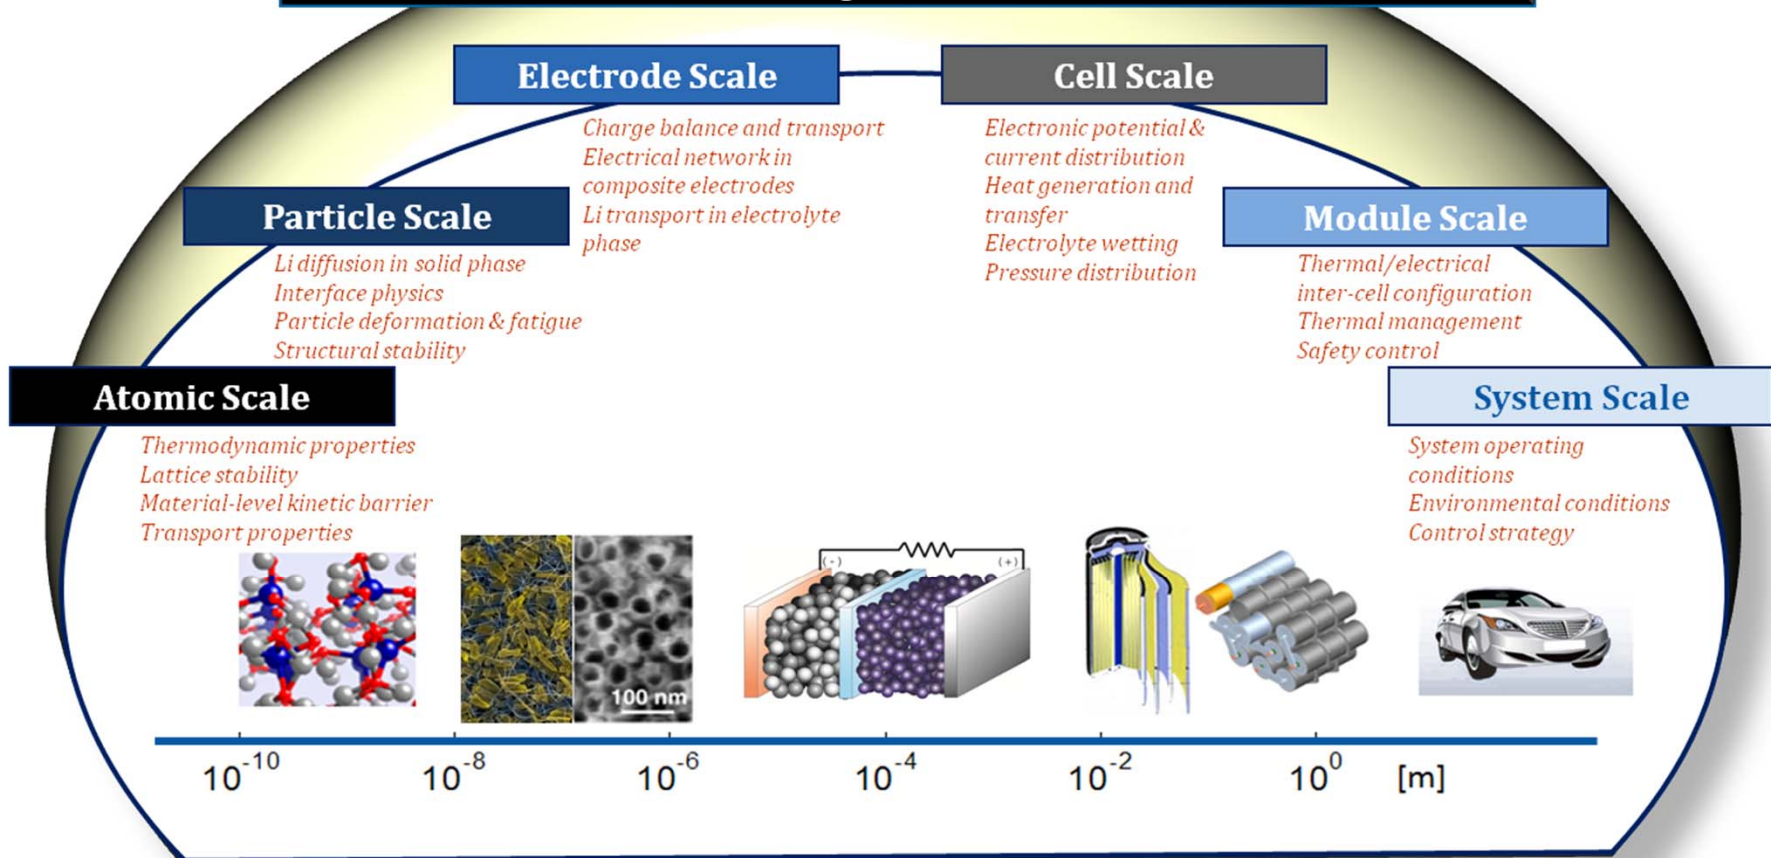 Electrode Scale
Charge balance and transport
Electrical network in
composite electrodes
Li transport in electrolyte
phase
Cell Scale
Electronic potential &
current distribution
Heat generation and
transfer
Electrolyte wetting
Pressure distribution
Particle Scale
Li diffusion in solid phase
Interface physics
Particle deformation & fatigue
Structural stability
Module Scale
Thermal/electrical
inter-cell configuration
Thermal management
Safety control
Atomic Scale
Thermodynamic properties
Lattice stability
Material-level kinetic barrier
Transport properties
System Scale
System operating
conditions
Environmental conditions
Control strategy
(-) (+)
100 nm
10⁻¹⁰ 10⁻⁸ 10⁻⁶ 10⁻⁴ 10⁻² 10⁰ [m]